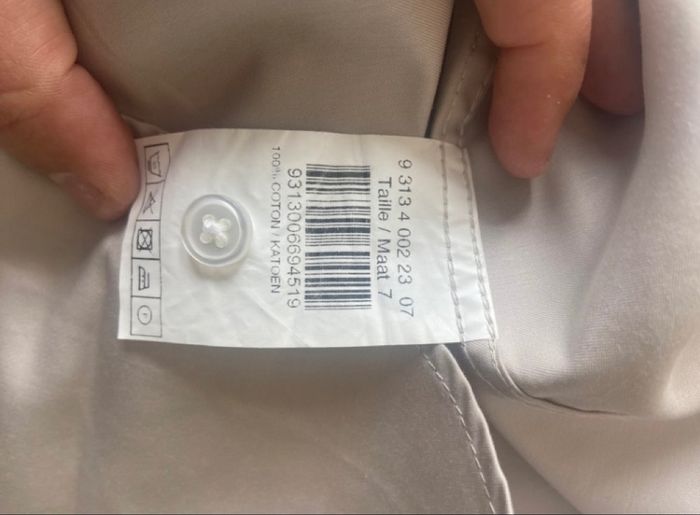 9 313 4 002 23 07
Taille / Maat 7
9313006694519
100% COTON / KATOEN
F